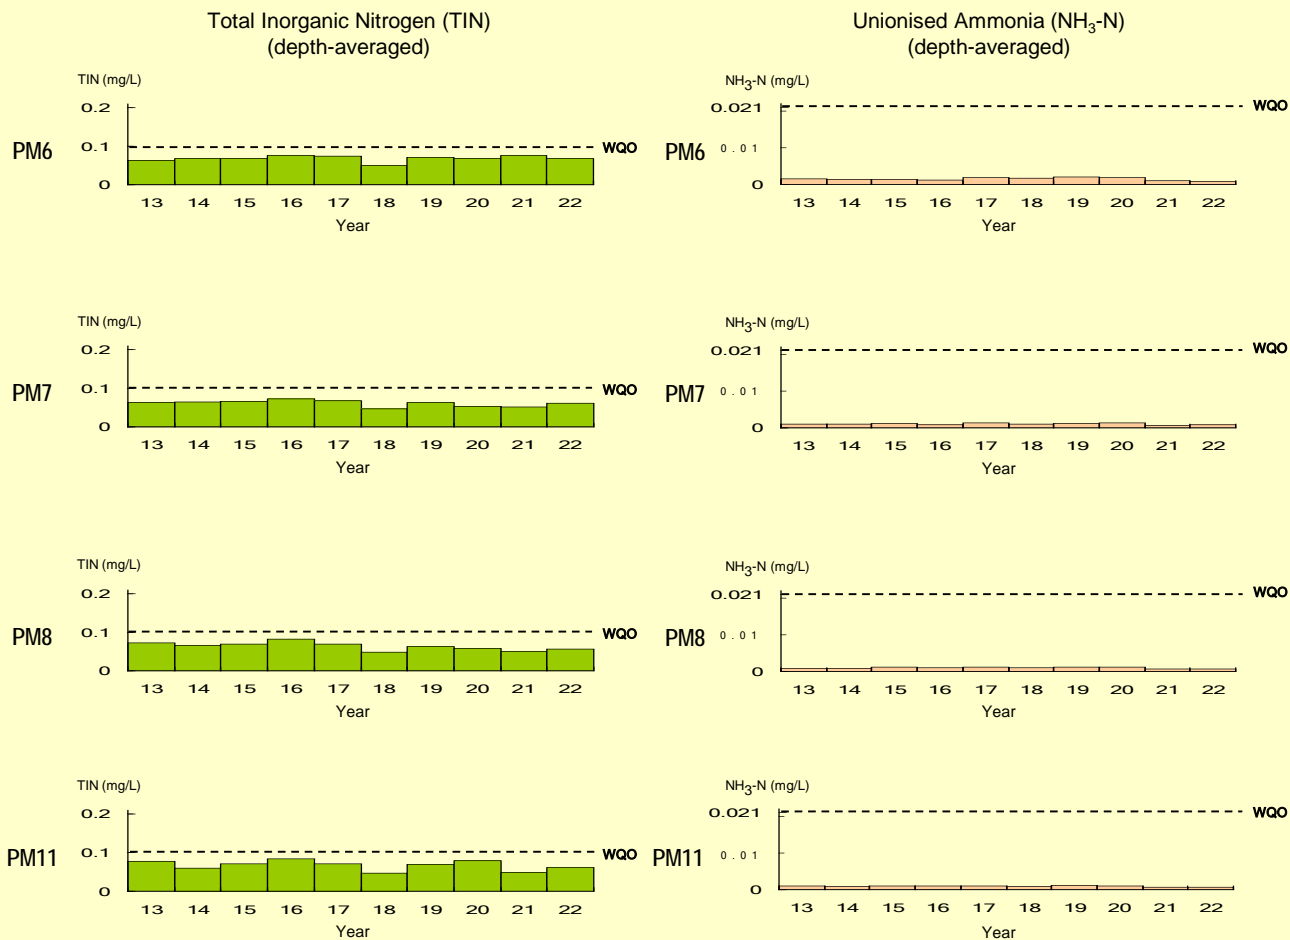 Total Inorganic Nitrogen (TIN)
(depth-averaged)
TIN (mg/L)
0.2
0.1
0
PM6
WQO
13 14 15 16 17 18 19 20 21 22
Year
TIN (mg/L)
0.2
0.1
0
PM7
WQO
13 14 15 16 17 18 19 20 21 22
Year
TIN (mg/L)
0.2
0.1
0
PM8
WQO
13 14 15 16 17 18 19 20 21 22
Year
TIN (mg/L)
0.2
0.1
0
PM11
WQO
13 14 15 16 17 18 19 20 21 22
Year
Unionised Ammonia (NH₃-N)
(depth-averaged)
NH₃-N (mg/L)
0.021
0.01
0
PM6
WQO
13 14 15 16 17 18 19 20 21 22
Year
NH₃-N (mg/L)
0.021
0.01
0
PM7
WQO
13 14 15 16 17 18 19 20 21 22
Year
NH₃-N (mg/L)
0.021
0.01
0
PM8
WQO
13 14 15 16 17 18 19 20 21 22
Year
NH₃-N (mg/L)
0.021
0.01
0
PM11
WQO
13 14 15 16 17 18 19 20 21 22
Year